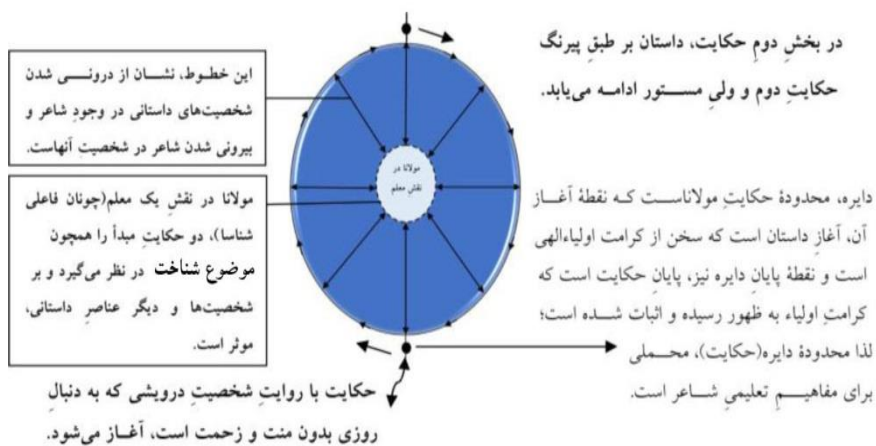 در بخشِ دومِ حکایت، داستان بر طبقِ پیرنگ
حکایتِ دوم و ولیِ مستور ادامه می‌یابد.
این خطوط، نشان از درونی شدن
شخصیت‌های داستانی در وجودِ شاعر و
بیرونی شدن شاعر در شخصیتِ آنهاست.
مولانا در
نقش معلم
مولانا در نقشِ یک معلم(چونان فاعلی
شناسا)، دو حکایتِ مبدأ را همچون
موضوع شناخت در نظر می‌گیرد و بر
شخصیت‌ها و دیگر عناصرِ داستانی،
موثر است.
دایره، محدودهٔ حکایتِ مولاناست که نقطهٔ آغاز
آن، آغازِ داستان است که سخن از کرامت اولیاءالهی
است و نقطهٔ پایانِ دایره نیز، پایانِ حکایت است که
کرامتِ اولیاء به ظهور رسیده و اثبات شده است؛
لذا محدودهٔ دایره(حکایت)، محملی
برای مفاهیمِ تعلیمیِ شاعر است.
حکایت با روایتِ شخصیتِ درویشی که به دنبالِ
روزی بدون منت و زحمت است، آغاز می‌شود.